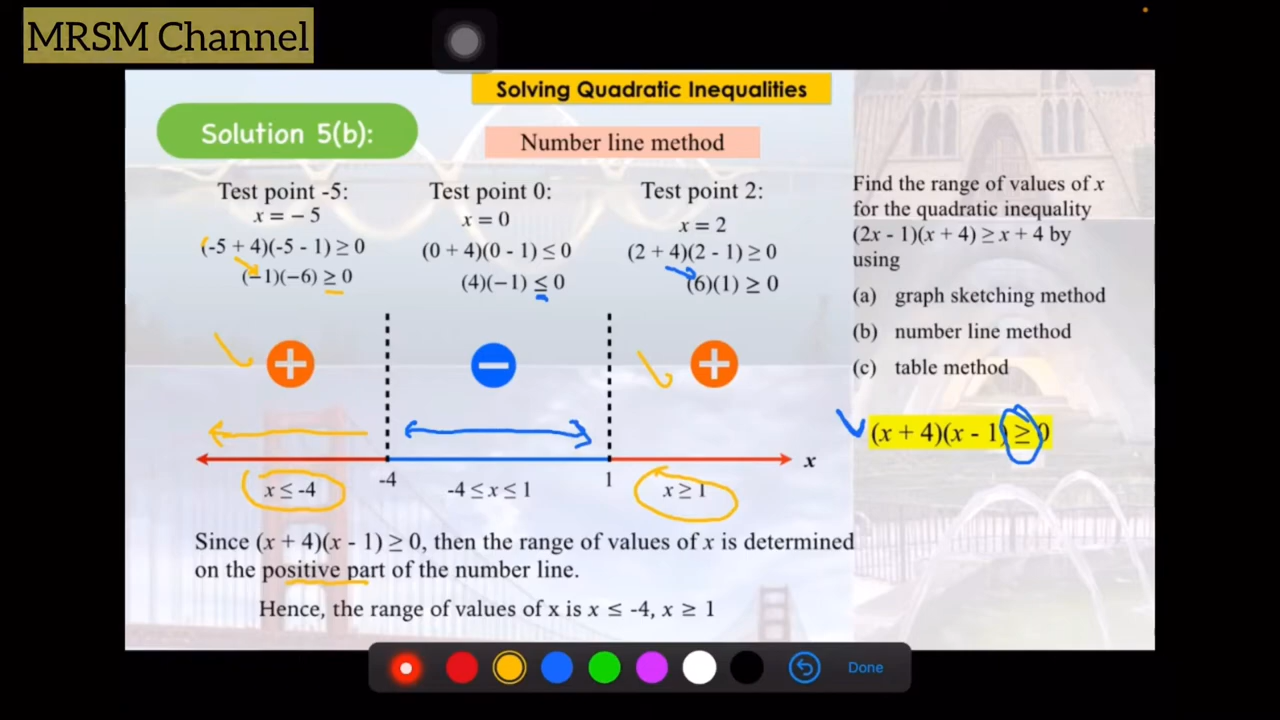 MRSM Channel
Solving Quadratic Inequalities
Solution 5(b):
Number line method
Test point -5:
x = – 5
(-5 + 4)(-5 - 1) ≥ 0
(–1)(–6) ≥ 0
Test point 0:
x = 0
(0 + 4)(0 - 1) ≤ 0
(4)(–1) ≤ 0
Test point 2:
x = 2
(2 + 4)(2 - 1) ≥ 0
(6)(1) ≥ 0
+
−
+
x
x ≤ -4
-4
-4 ≤ x ≤ 1
1
x ≥ 1
Since (x + 4)(x - 1) ≥ 0, then the range of values of x is determined
on the positive part of the number line.
Hence, the range of values of x is x ≤ -4, x ≥ 1
Find the range of values of x
for the quadratic inequality
(2x - 1)(x + 4) ≥ x + 4 by
using
(a) graph sketching method
(b) number line method
(c) table method
(x + 4)(x - 1) ≥ 0
Done